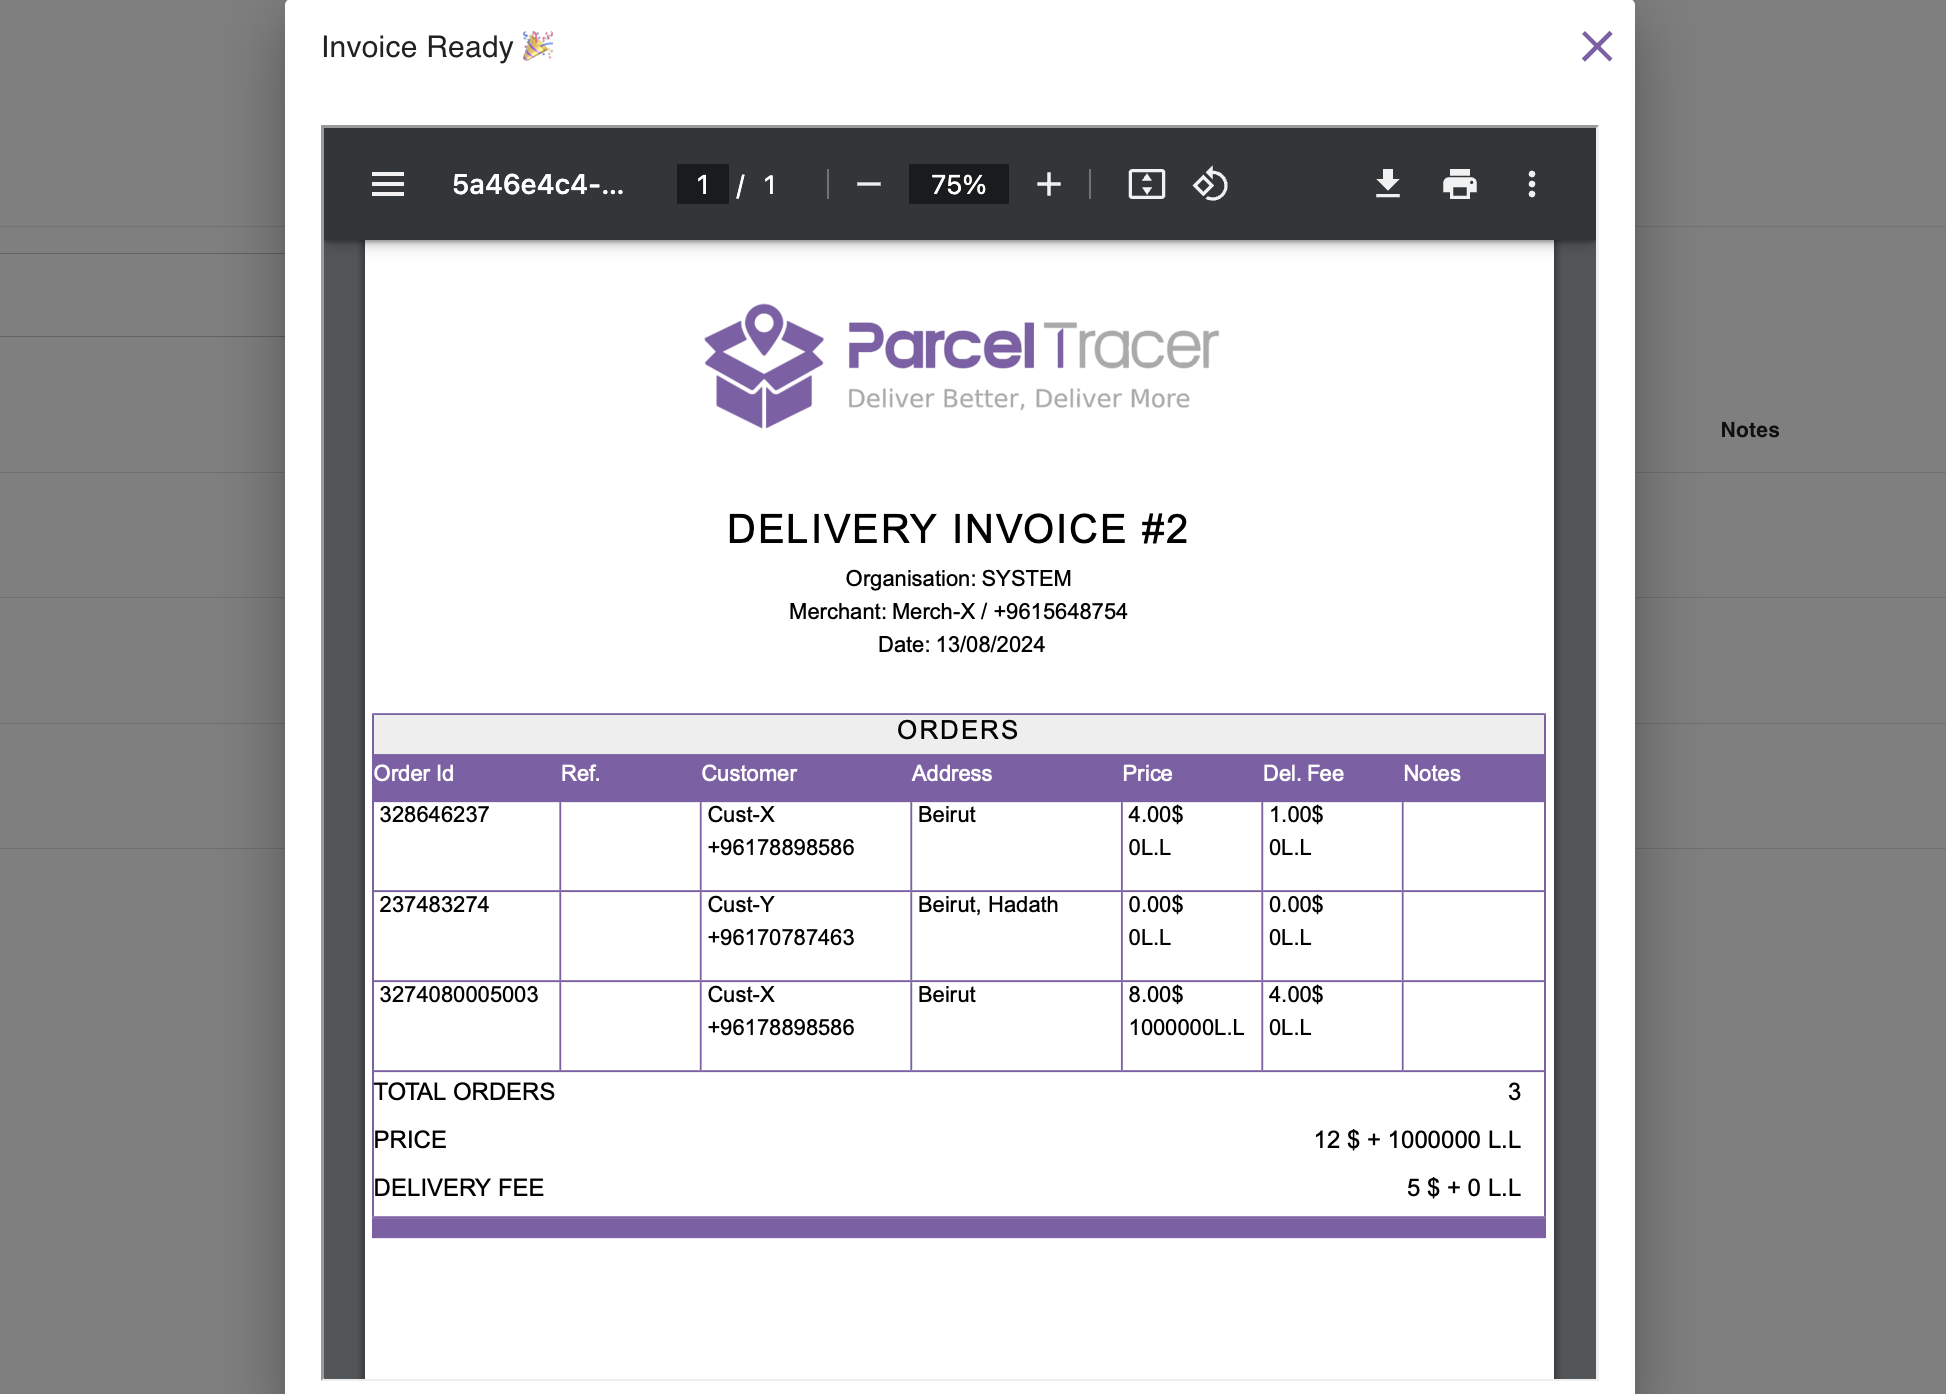 Invoice Ready 🎉
5a46e4c4-...
1 / 1
75%
Parcel Tracer
Deliver Better, Deliver More
Notes
DELIVERY INVOICE #2
Organisation: SYSTEM
Merchant: Merch-X / +9615648754
Date: 13/08/2024
ORDERS
Order Id Ref. Customer Address Price Del. Fee Notes
328646237 Cust-X Beirut 4.00$ 1.00$
+96178898586 0L.L 0L.L
237483274 Cust-Y Beirut, Hadath 0.00$ 0.00$
+96170787463 0L.L 0L.L
3274080005003 Cust-X Beirut 8.00$ 4.00$
+96178898586 1000000L.L 0L.L
TOTAL ORDERS 3
PRICE 12 $ + 1000000 L.L
DELIVERY FEE 5 $ + 0 L.L